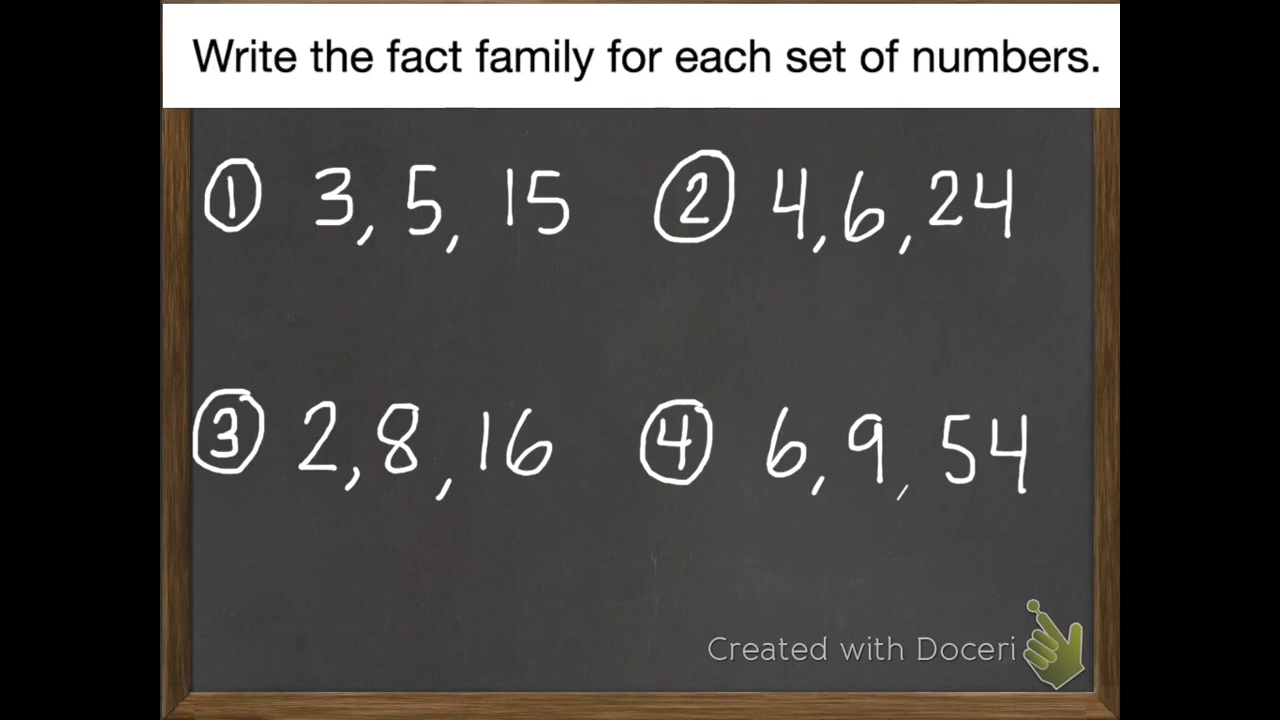 Write the fact family for each set of numbers.
① 3, 5, 15 ② 4, 6, 24
③ 2, 8, 16 ④ 6, 9, 54
Created with Doceri